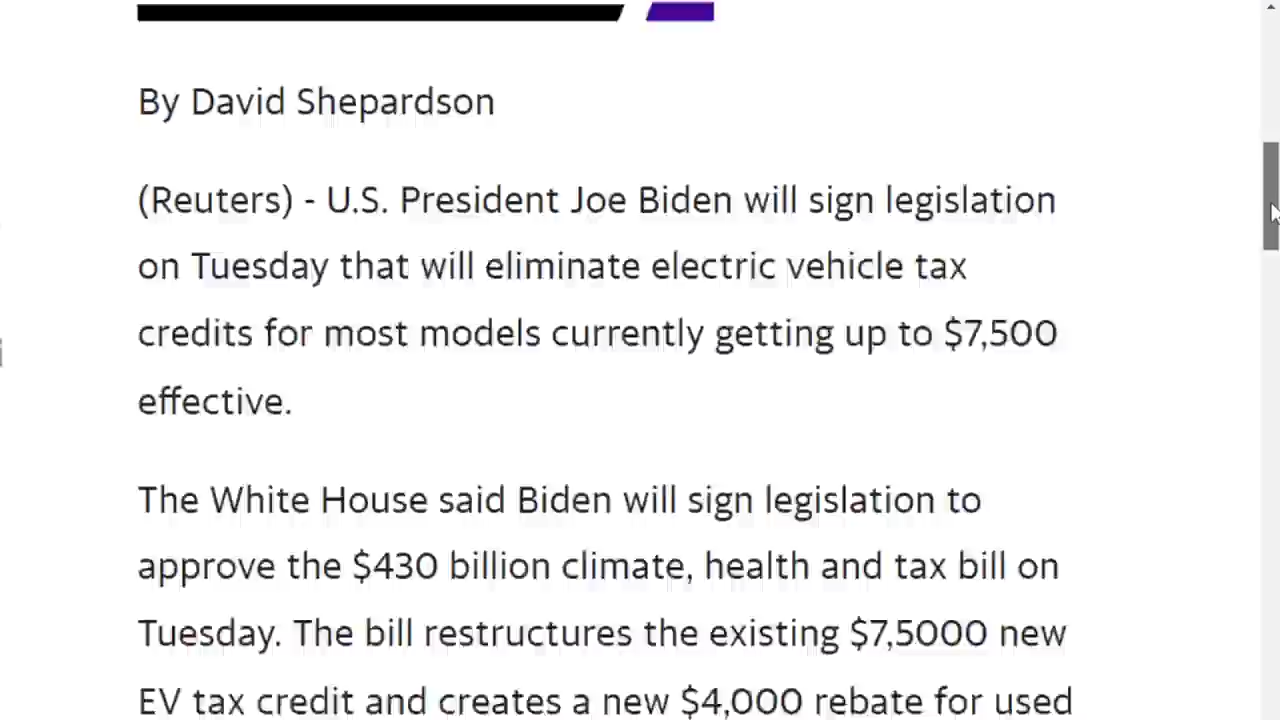 By David Shepardson
(Reuters) - U.S. President Joe Biden will sign legislation
on Tuesday that will eliminate electric vehicle tax
credits for most models currently getting up to $7,500
effective.
The White House said Biden will sign legislation to
approve the $430 billion climate, health and tax bill on
Tuesday. The bill restructures the existing $7,5000 new
EV tax credit and creates a new $4,000 rebate for used